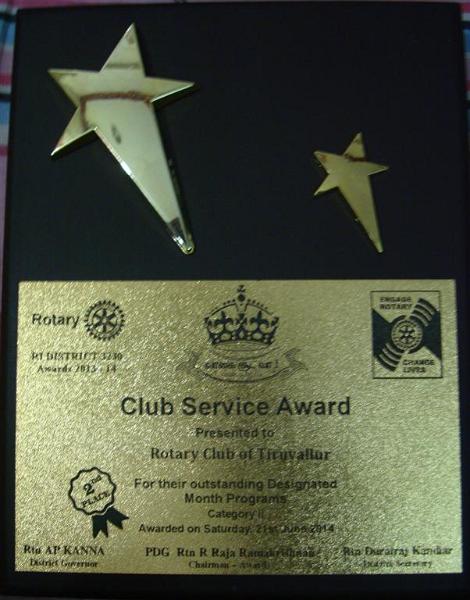 Rotary
RI DISTRICT 3230
Awards 2013 - 14
ENGAGE
ROTARY
CHANGE
LIVES
Club Service Award
Presented to
Rotary Club of Tiruvallur
For their outstanding Designated
Month Programs
Category II
Awarded on Saturday, 21st June 2014
2nd
PLACE
Rtn AP KANNA
District Governor
PDG Rtn R Raja Ramakrishnan
Chairman - Awards
Rtn Durairaj Kandiar
District Secretary